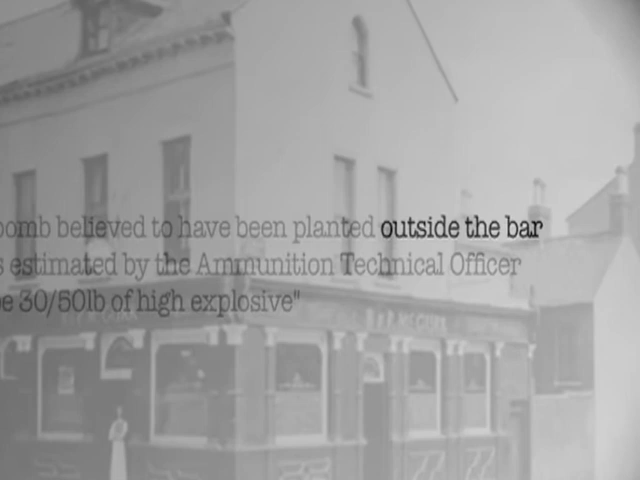 bomb believed to have been planted outside the bar
estimated by the Ammunition Technical Officer
30/50lb of high explosive"